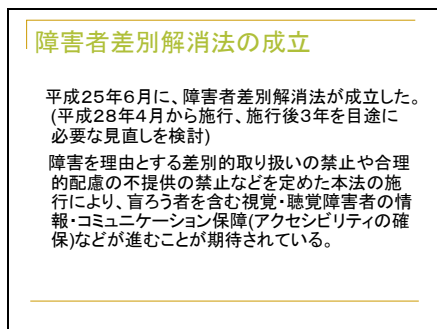 障害者差別解消法の成立
平成25年6月に、障害者差別解消法が成立した。
(平成28年4月から施行、施行後3年を目途に
必要な見直しを検討)
障害を理由とする差別的取り扱いの禁止や合理
的配慮の不提供の禁止などを定めた本法の施
行により、盲ろう者を含む視覚・聴覚障害者の情
報・コミュニケーション保障(アクセシビリティの確
保)などが進むことが期待されている。